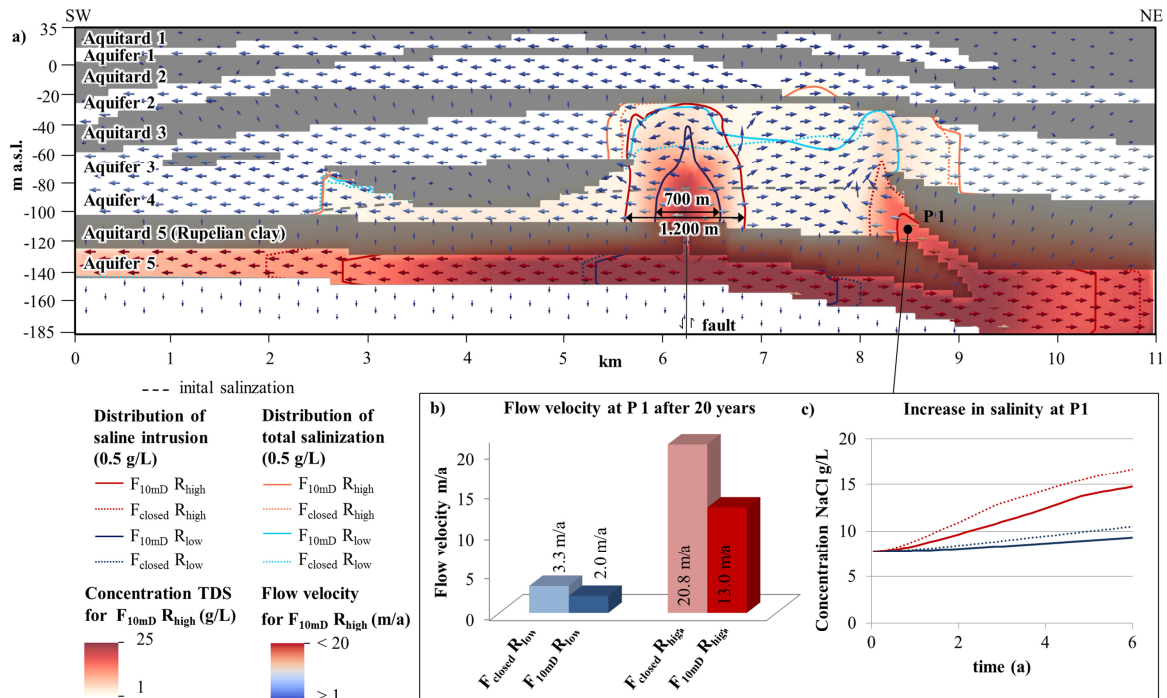 SW NE
a)
35
0
-20
-40
-60
-80
-100
-120
-140
-160
-185
m a.s.l.
Aquitard 1
Aquifer 1
Aquitard 2
Aquifer 2
Aquitard 3
Aquifer 3
Aquifer 4
Aquitard 5 (Rupelian clay)
Aquifer 5
700 m
1.200 m
P 1
fault
0 1 2 3 4 5 6 7 8 9 10 11
km
--- inital salinzation
Distribution of
saline intrusion
(0.5 g/L)
F10mD Rhigh
Fclosed Rhigh
F10mD Rlow
Fclosed Rlow
Distribution of
total salinization
(0.5 g/L)
F10mD Rhigh
Fclosed Rhigh
F10mD Rlow
Fclosed Rlow
Concentration TDS
for F10mD Rhigh (g/L)
25
1
Flow velocity
for F10mD Rhigh (m/a)
< 20
> 1
b) Flow velocity at P 1 after 20 years
Flow velocity m/a
20
15
10
5
0
3.3 m/a
2.0 m/a
20.8 m/a
13.0 m/a
Fclosed Rlow
F10mD Rlow
Fclosed Rhigh
F10mD Rhigh
c) Increase in salinity at P1
Concentration NaCl g/L
20
15
10
5
0
0 2 4 6
time (a)